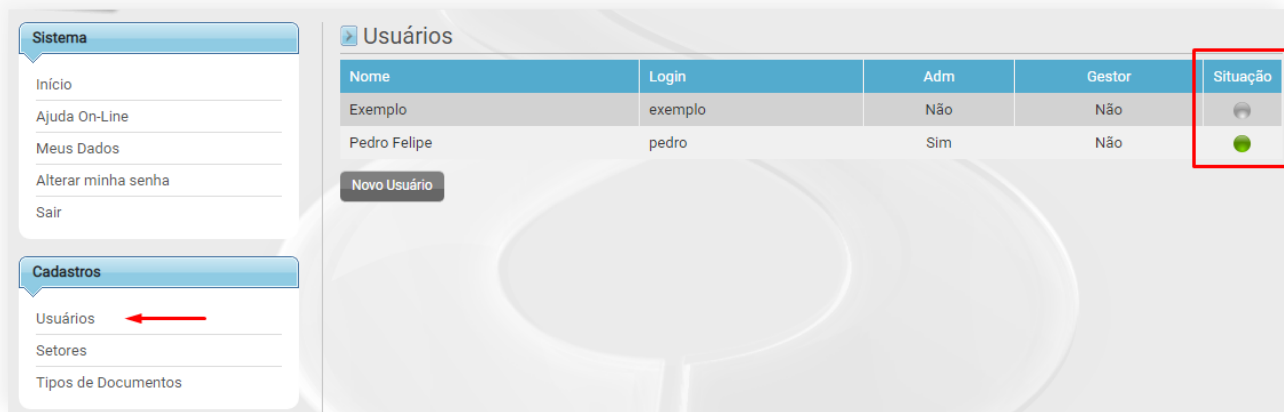 Sistema
Início
Ajuda On-Line
Meus Dados
Alterar minha senha
Sair
Cadastros
Usuários
Setores
Tipos de Documentos
Usuários
Nome Login Adm Gestor Situação
Exemplo exemplo Não Não
Pedro Felipe pedro Sim Não
Novo Usuário